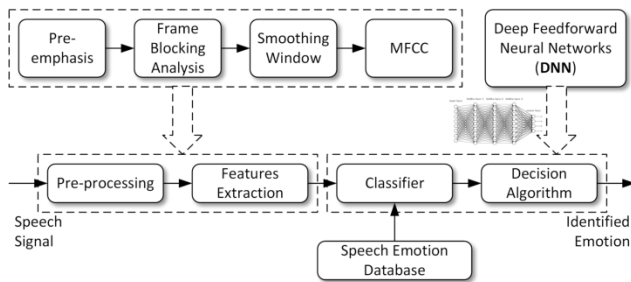 Pre-
emphasis
Frame
Blocking
Analysis
Smoothing
Window
MFCC
Deep Feedforward
Neural Networks
(DNN)
Pre-processing
Features
Extraction
Classifier
Decision
Algorithm
Speech
Signal
Identified
Emotion
Speech Emotion
Database